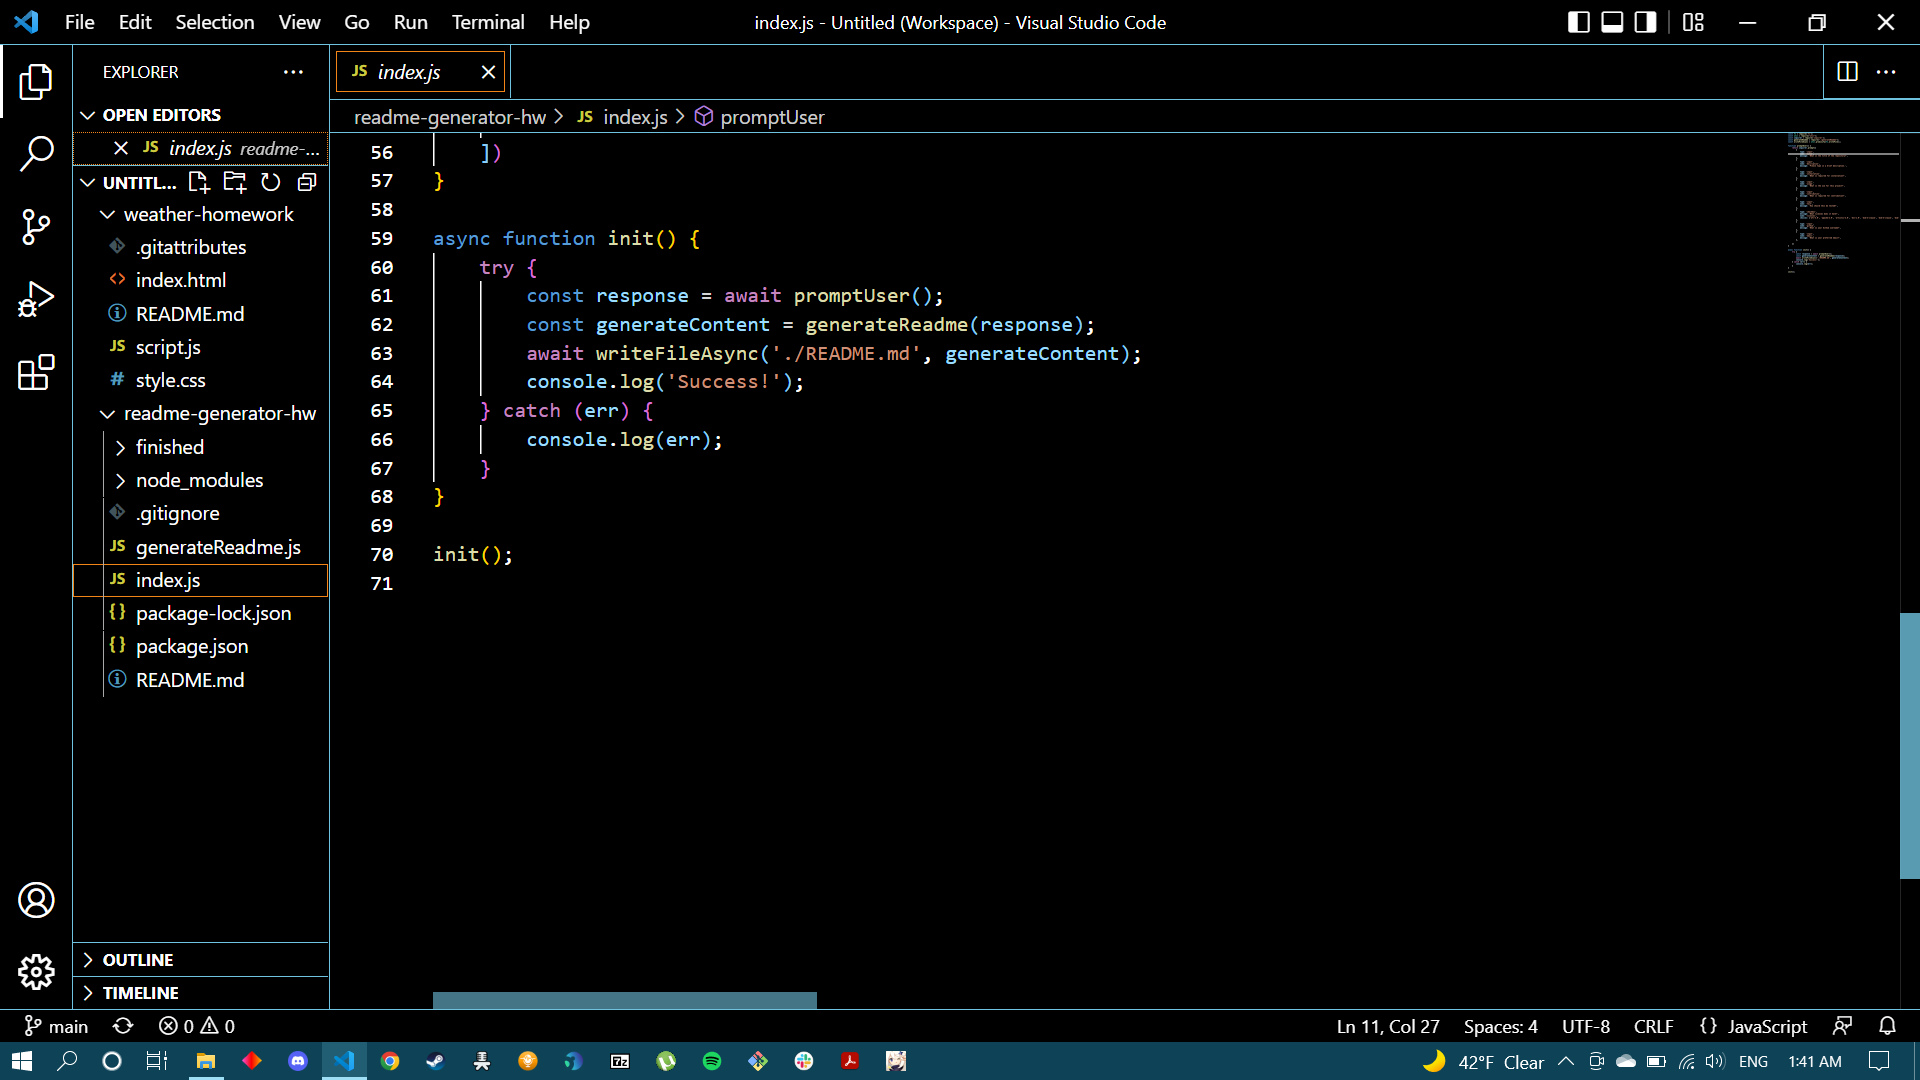 File Edit Selection View Go Run Terminal Help
index.js - Untitled (Workspace) - Visual Studio Code
EXPLORER
OPEN EDITORS
JS index.js readme-...
UNTITL...
weather-homework
.gitattributes
<> index.html
README.md
JS script.js
# style.css
readme-generator-hw
finished
node_modules
.gitignore
JS generateReadme.js
JS index.js
{} package-lock.json
{} package.json
README.md
OUTLINE
TIMELINE
JS index.js
readme-generator-hw > JS index.js > promptUser
56 ])
57 }
58
59 async function init() {
60 try {
61 const response = await promptUser();
62 const generateContent = generateReadme(response);
63 await writeFileAsync('./README.md', generateContent);
64 console.log('Success!');
65 } catch (err) {
66 console.log(err);
67 }
68 }
69
70 init();
71
main 0 0 Ln 11, Col 27 Spaces: 4 UTF-8 CRLF {} JavaScript
7z 42°F Clear ENG 1:41 AM